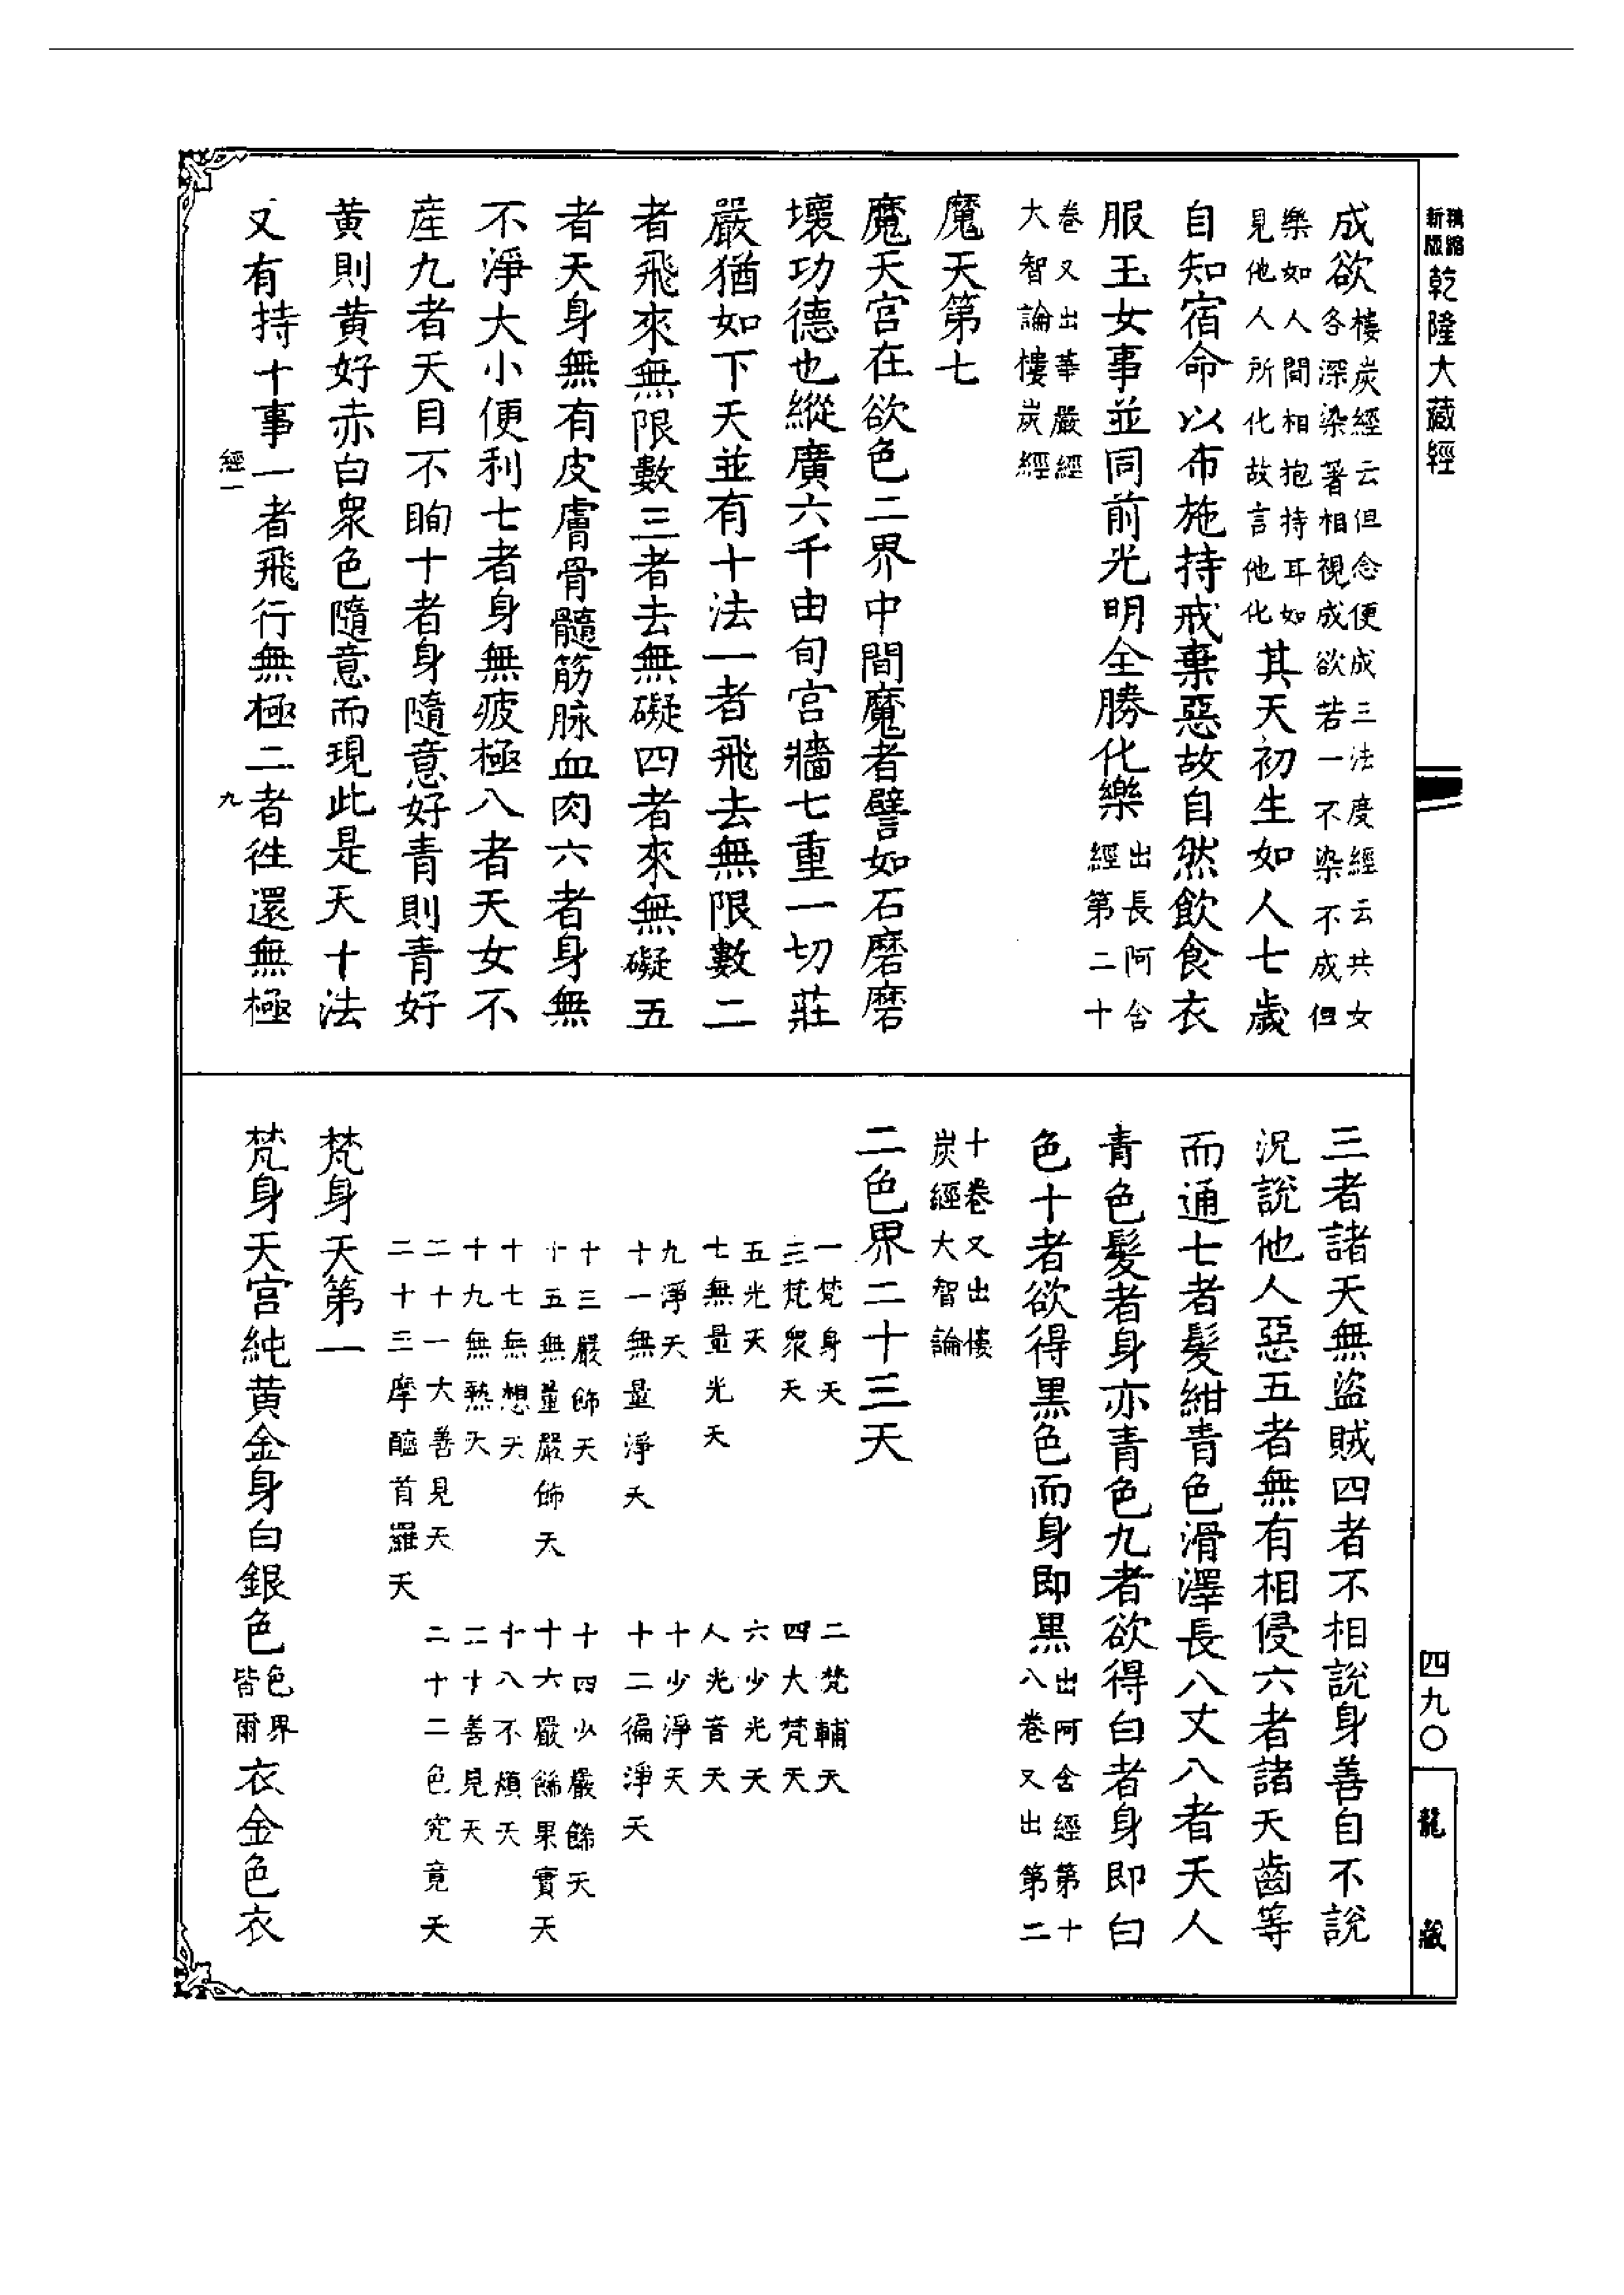 新版
精縮
乾隆大藏經
成欲樓炭經云但念便成三法度經云共女
各深染著相視成欲若一不染不成但
樂如人間相抱持耳如
見他人所化故言他化其天初生如人七歲
自知宿命以布施持戒棄惡故自然飲食衣
服玉女事並同前光明全勝化樂出長阿含
經第二十
卷又出華嚴經
大智論樓炭經
魔天第七
魔天宮在欲色二界中間魔者譬如石磨磨
壞功德也縱廣六千由旬宮牆七重一切莊
嚴猶如下天並有十法一者飛去無限數二
者飛來無限數三者去無礙四者來無礙五
者天身無有皮膚骨髓筋脉血肉六者身無
不淨大小便利七者身無疲極八者天女不
產九者天目不眴十者身隨意好青則青好
黃則黃好赤白衆色隨意而現此是天十法
又有持十事一者飛行無極二者徃還無極
經一 九
三者諸天無盜賊四者不相說身善自不說
況說他人惡五者無有相侵六者諸天齒等
而通七者髮紺青色滑澤長八丈八者天人
青色髮者身亦青色九者欲得白者身即白
色十者欲得黑色而身即黑出阿含經第十
八卷又出第二
十卷又出樓
炭經大智論
二色界二十三天
一梵身天 二梵輔天
三梵衆天 四大梵天
五光天 六少光天
七無量光天 八光音天
九淨天 十少淨天
十一無量淨天 十二徧淨天
十三嚴飾天 十四少嚴飾天
十五無量嚴飾天 十六嚴飾果實天
十七無想天 十八不煩天
十九無熱天 二十善見天
二十一大善見天 二十二色究竟天
二十三摩醯首羅天
梵身天第一
梵身天宮純黃金身白銀色色界
皆爾衣金色衣
四九〇
龍藏